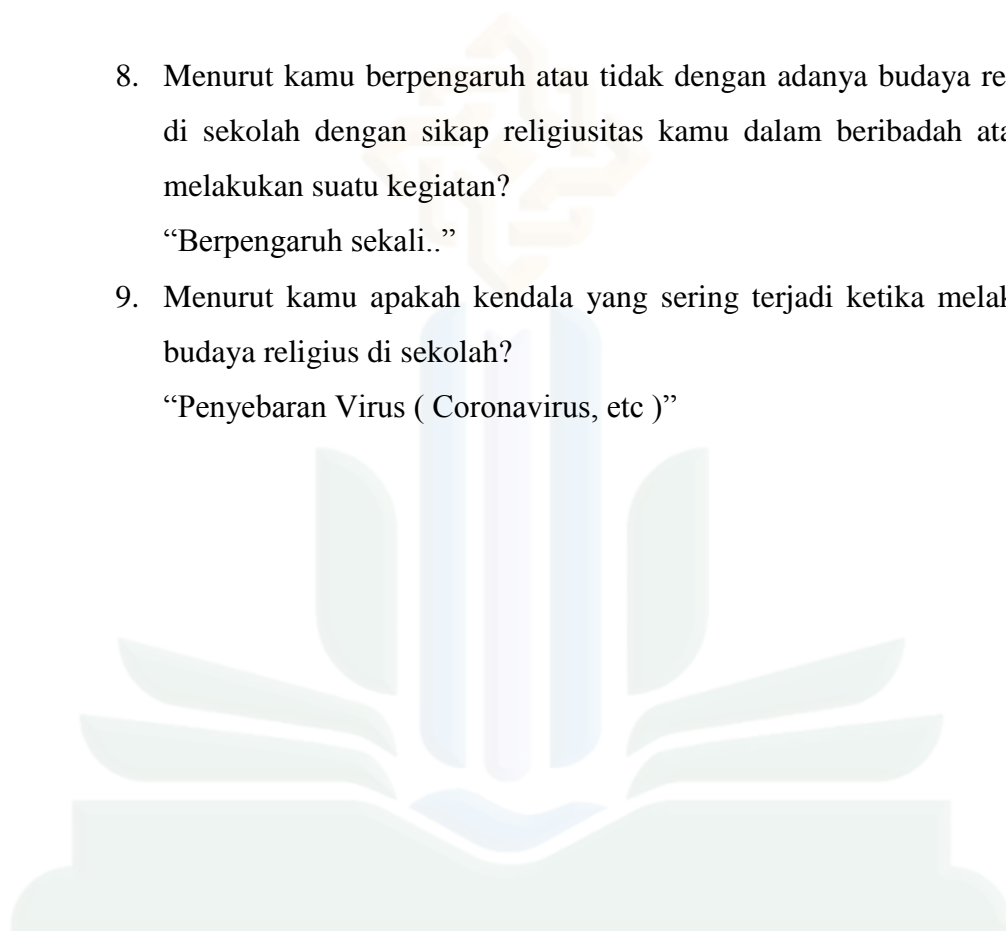 8. Menurut kamu berpengaruh atau tidak dengan adanya budaya re
di sekolah dengan sikap religiusitas kamu dalam beribadah ata
melakukan suatu kegiatan?
“Berpengaruh sekali..”
9. Menurut kamu apakah kendala yang sering terjadi ketika melak
budaya religius di sekolah?
“Penyebaran Virus ( Coronavirus, etc )”